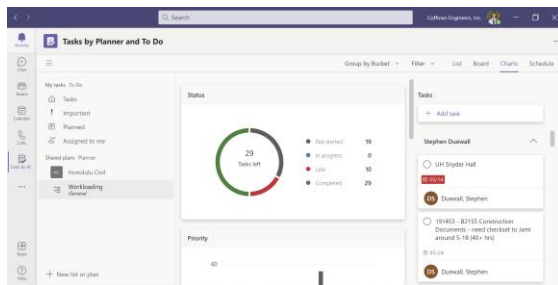 Search
Coffman Engineers, Inc.
Activity
Tasks by Planner and To Do
Chat
Group by Bucket
Filter
List
Board
Charts
Schedule
Teams
My tasks To Do
Tasks
Important
Planned
Assigned to me
Shared plans Planner
Honolulu Civil
Workloading
General
New list or plan
Calendar
Calls
Tasks by Pl...
Apps
Help
Status
29
Tasks left
Not started 19
In progress 0
Late 10
Completed 29
Priority
60
Tasks
Add task
Stephen Duewall
UH Snyder Hall
05/14
DS
Duewall, Stephen
191453 - B2155 Construction
Documents - need checkset to Jami
around 5-18 (40+ hrs)
05/24
DS
Duewall, Stephen